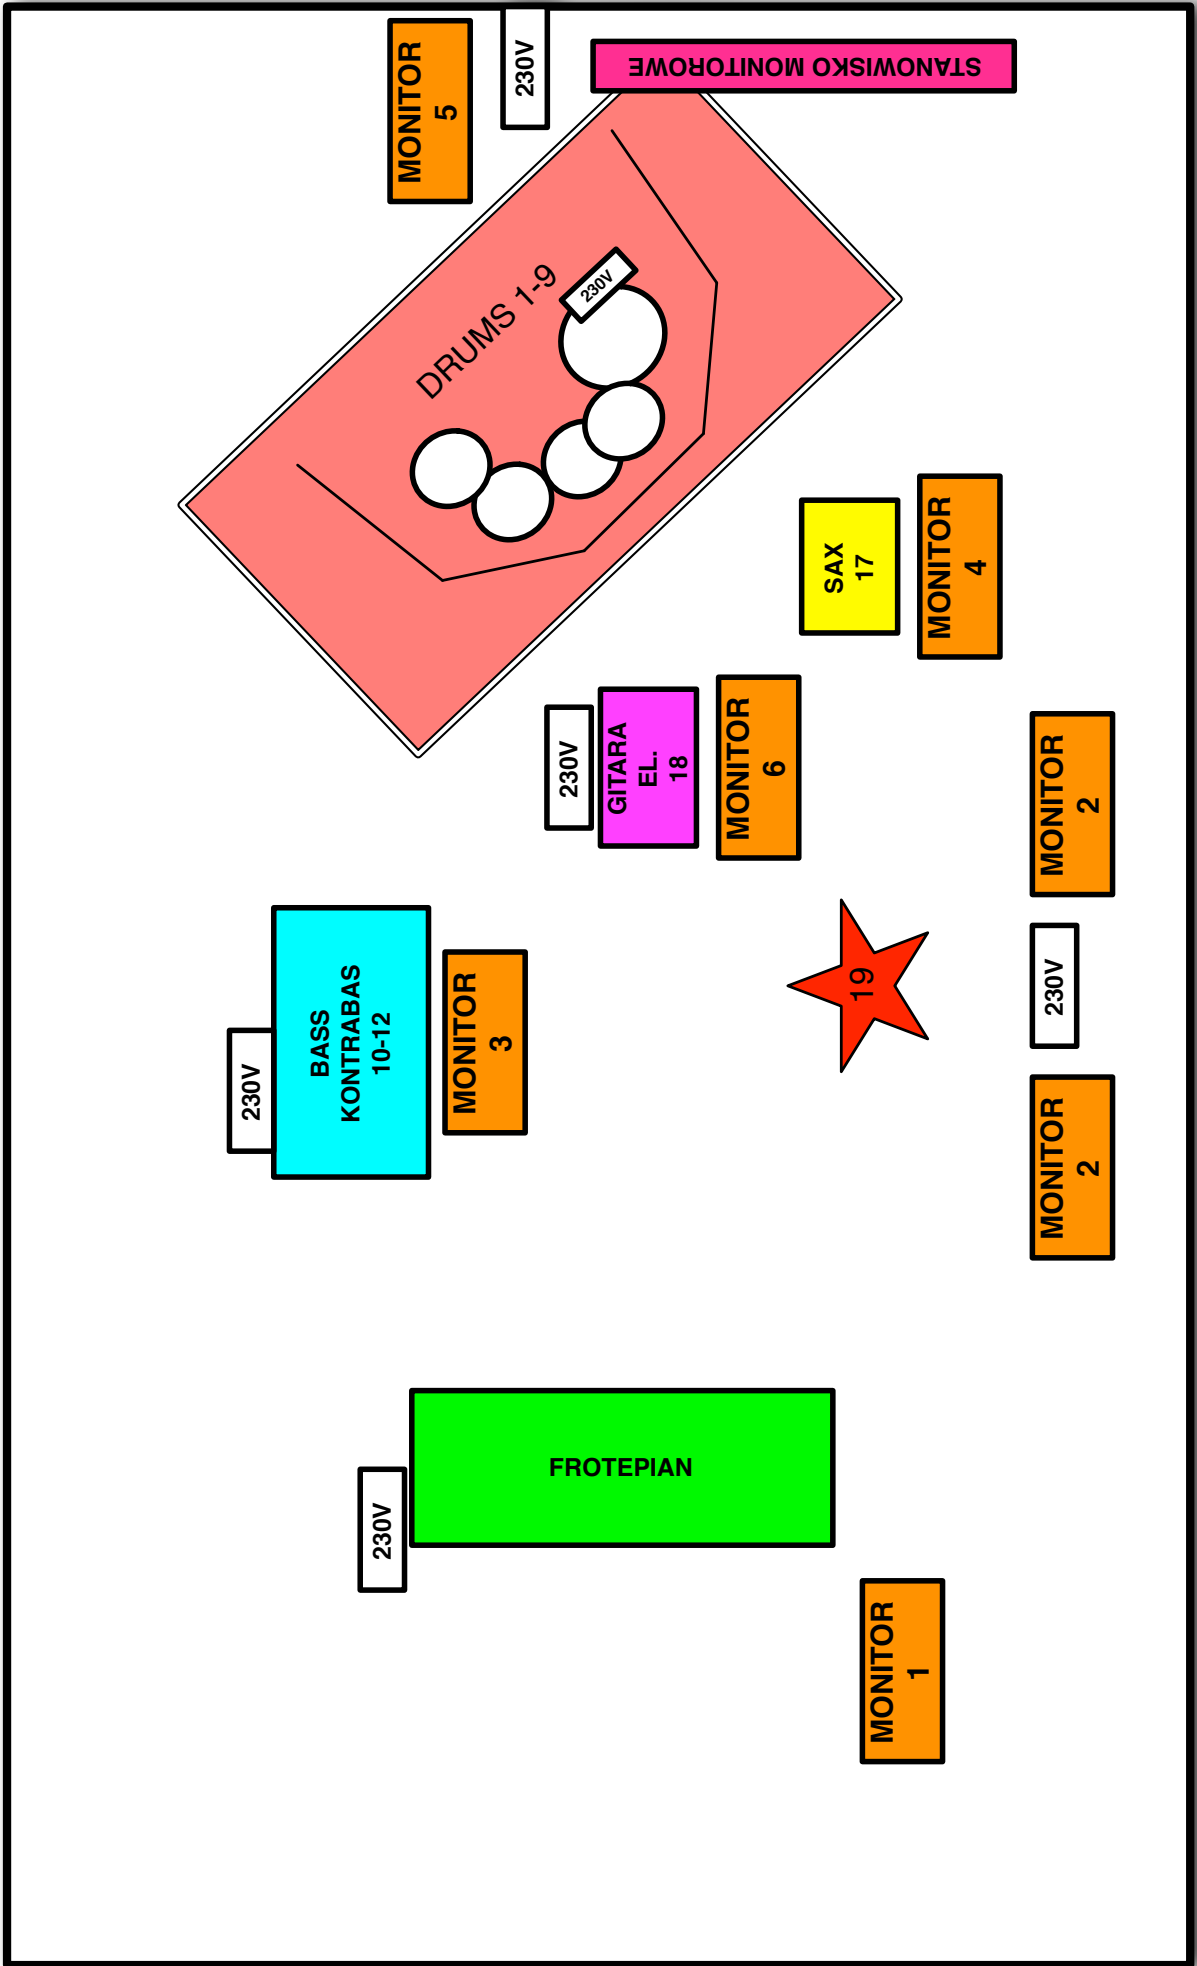 MONITOR
5
230V
STANOWISKO MONITOROWE
DRUMS 1-9
230V
SAX
17
MONITOR
4
230V
GITARA
EL.
18
MONITOR
6
MONITOR
2
BASS
KONTRABAS
10-12
230V
MONITOR
3
19
230V
MONITOR
2
FROTEPIAN
230V
MONITOR
1